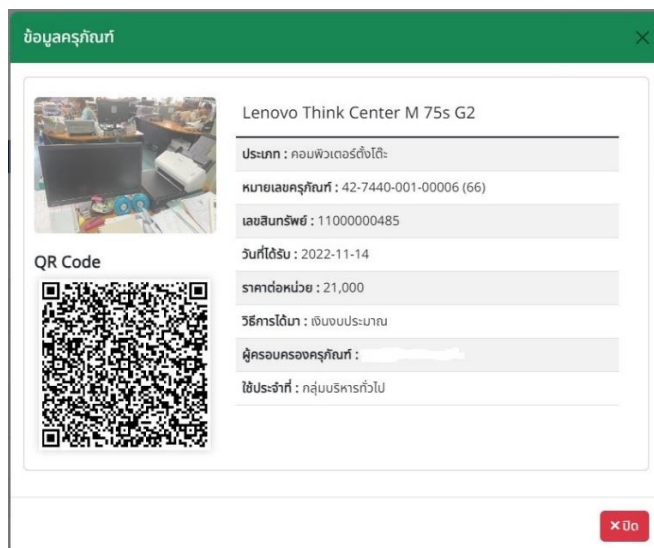 ข้อมูลครุภัณฑ์
Lenovo Think Center M 75s G2
ประเภท : คอมพิวเตอร์ตั้งโต๊ะ
หมายเลขครุภัณฑ์ : 42-7440-001-00006 (66)
เลขสินทรัพย์ : 11000000485
วันที่ได้รับ : 2022-11-14
ราคาต่อหน่วย : 21,000
วิธีการได้มา : เงินงบประมาณ
ผู้ครอบครองครุภัณฑ์ :
ใช้ประจำที่ : กลุ่มบริหารทั่วไป
QR Code
×ปิด